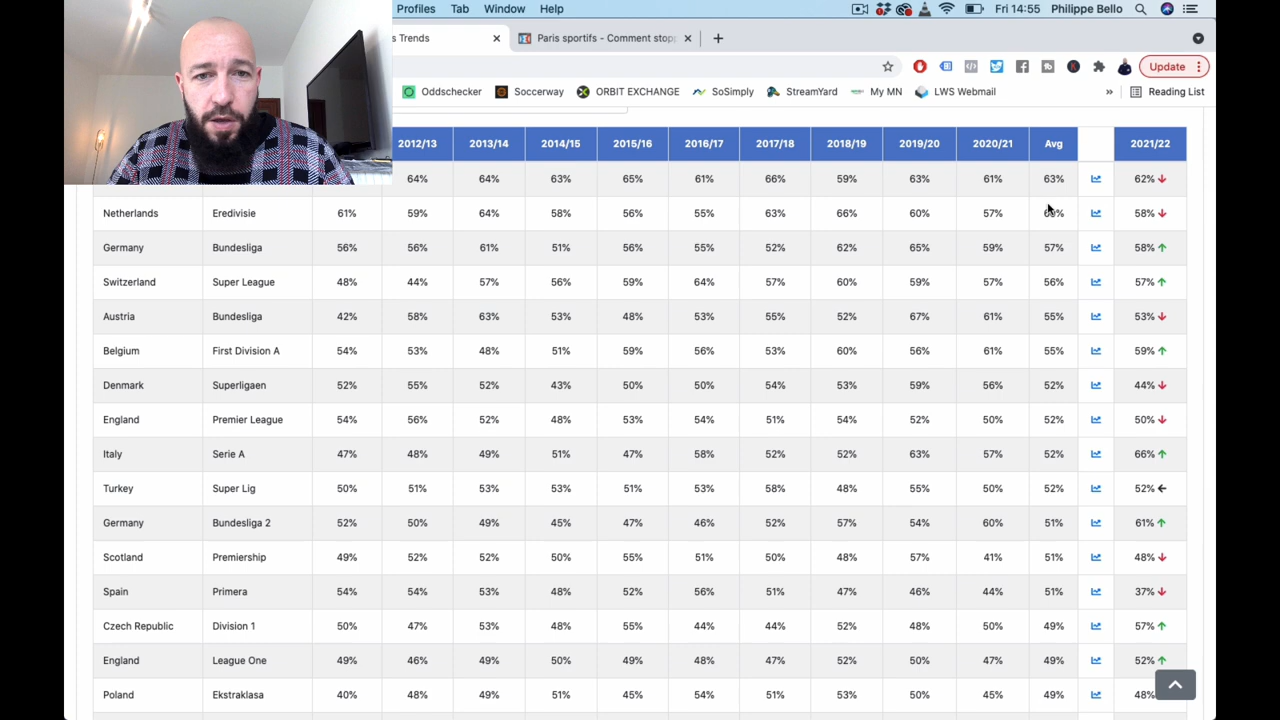 Profiles Tab Window Help Fri 14:55 Philippe Bello
s Trends Paris sportifs - Comment stop
Update
Oddschecker Soccerway ORBIT EXCHANGE SoSimply StreamYard My MN LWS Webmail » Reading List
2012/13 2013/14 2014/15 2015/16 2016/17 2017/18 2018/19 2019/20 2020/21 Avg 2021/22
64% 64% 63% 65% 61% 66% 59% 63% 61% 63% 62%
Netherlands Eredivisie 61% 59% 64% 58% 56% 55% 63% 66% 60% 57% 58%
Germany Bundesliga 56% 56% 61% 51% 56% 55% 52% 62% 65% 59% 57% 58%
Switzerland Super League 48% 44% 57% 56% 59% 64% 57% 60% 59% 57% 56% 57%
Austria Bundesliga 42% 58% 63% 53% 48% 53% 55% 52% 67% 61% 55% 53%
Belgium First Division A 54% 53% 48% 51% 59% 56% 53% 60% 56% 61% 55% 59%
Denmark Superligaen 52% 55% 52% 43% 50% 50% 54% 53% 59% 56% 52% 44%
England Premier League 54% 56% 52% 48% 53% 54% 51% 54% 52% 50% 52% 50%
Italy Serie A 47% 48% 49% 51% 47% 58% 52% 52% 63% 57% 52% 66%
Turkey Super Lig 50% 51% 53% 53% 51% 53% 58% 48% 55% 50% 52% 52%
Germany Bundesliga 2 52% 50% 49% 45% 47% 46% 52% 57% 54% 60% 51% 61%
Scotland Premiership 49% 52% 52% 50% 55% 51% 50% 48% 57% 41% 51% 48%
Spain Primera 54% 54% 53% 48% 52% 56% 51% 47% 46% 44% 51% 37%
Czech Republic Division 1 50% 47% 53% 48% 55% 44% 44% 52% 48% 50% 49% 57%
England League One 49% 46% 49% 50% 49% 48% 47% 52% 50% 47% 49% 52%
Poland Ekstraklasa 40% 48% 49% 51% 45% 54% 51% 53% 50% 45% 49% 48%